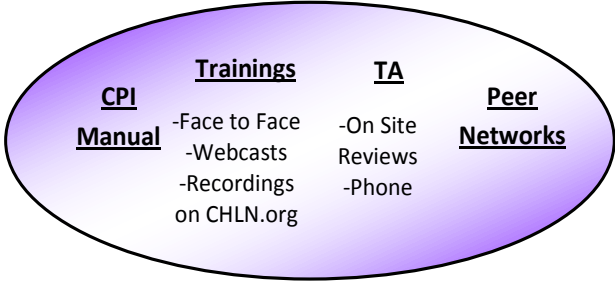 CPI
Manual
Trainings
-Face to Face
-Webcasts
-Recordings
on CHLN.org
TA
-On Site
Reviews
-Phone
Peer
Networks